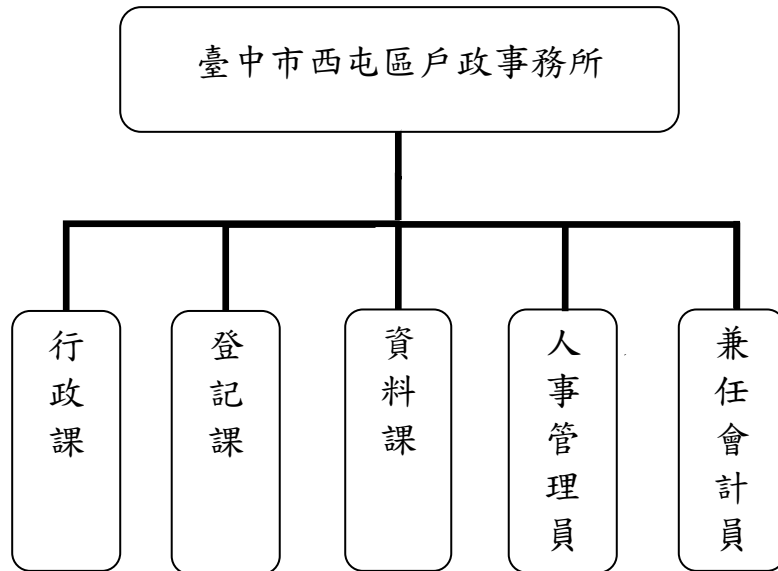 臺中市西屯區戶政事務所
行政課
登記課
資料課
人事管理員
兼任會計員